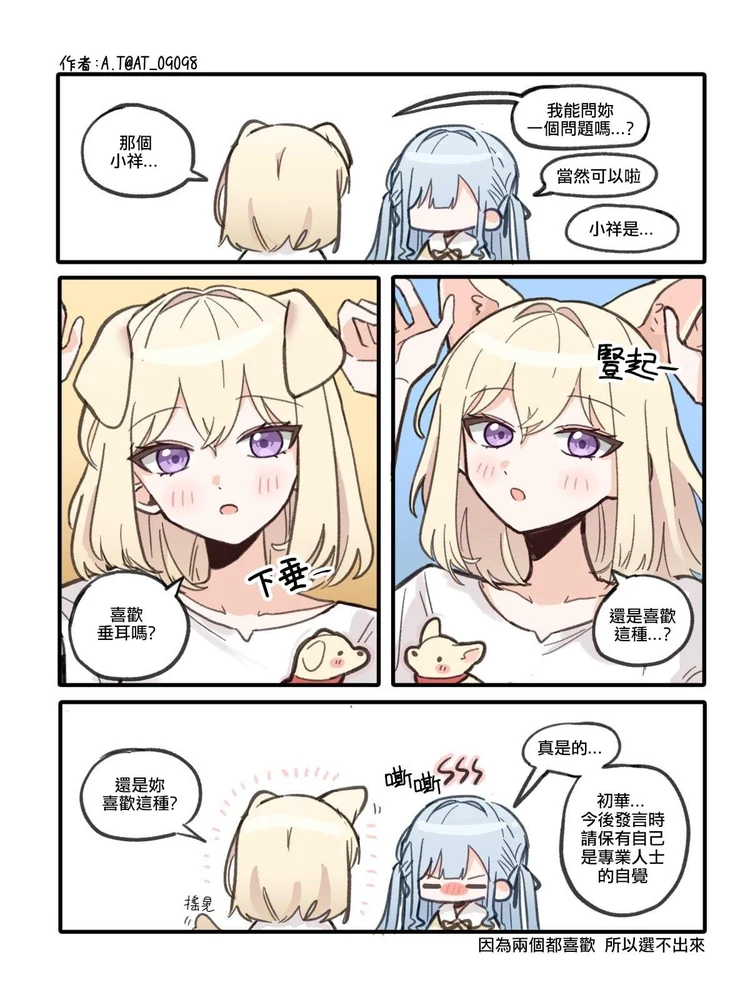 作者:A.T@AT_09098
那個
小祥...
我能問妳
一個問題嗎...?
當然可以啦
小祥是...
喜歡
垂耳嗎?
下垂
豎起
還是喜歡
這種...?
還是妳
喜歡這種?
搖晃
嘶嘶
sss
真是的...
初華...
今後發言時
請保有自己
是專業人士
的自覺
因為兩個都喜歡 所以選不出來